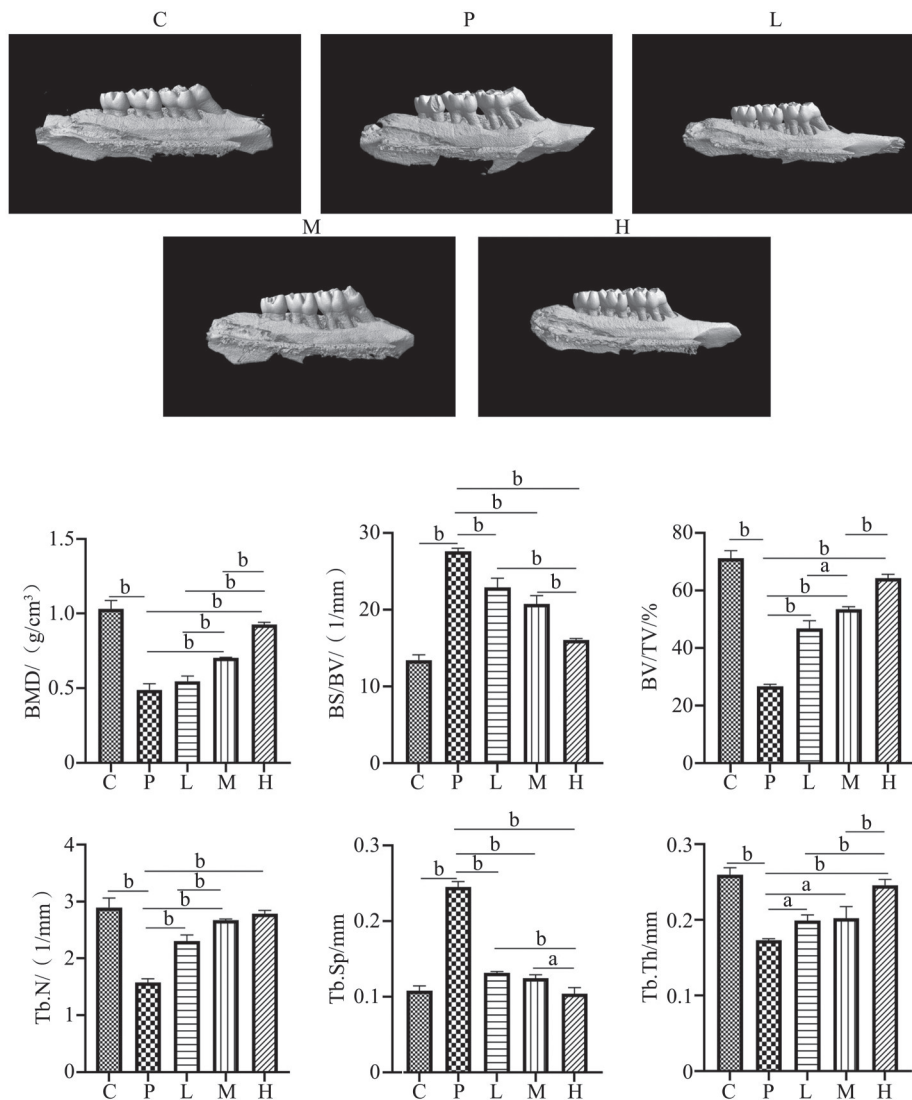 C P L
M H
b
b
b b
b b
BMD/（g/cm³）
1.5
1.0
0.5
0
b
b
b
b
b
b
C P L M H
BS/BV/（1/mm）
30
20
10
0
C P L M H
BV/TV/%
80
60
40
20
0
b b
b
a
b
b
C P L M H
Tb.N/（1/mm）
4
3
2
1
0
b
b b
b
b
C P L M H
Tb.Sp/mm
0.3
0.2
0.1
0
b
b
b b
b
a
C P L M H
Tb.Th/mm
0.3
0.2
0.1
0
b
b b
b
a
a
C P L M H